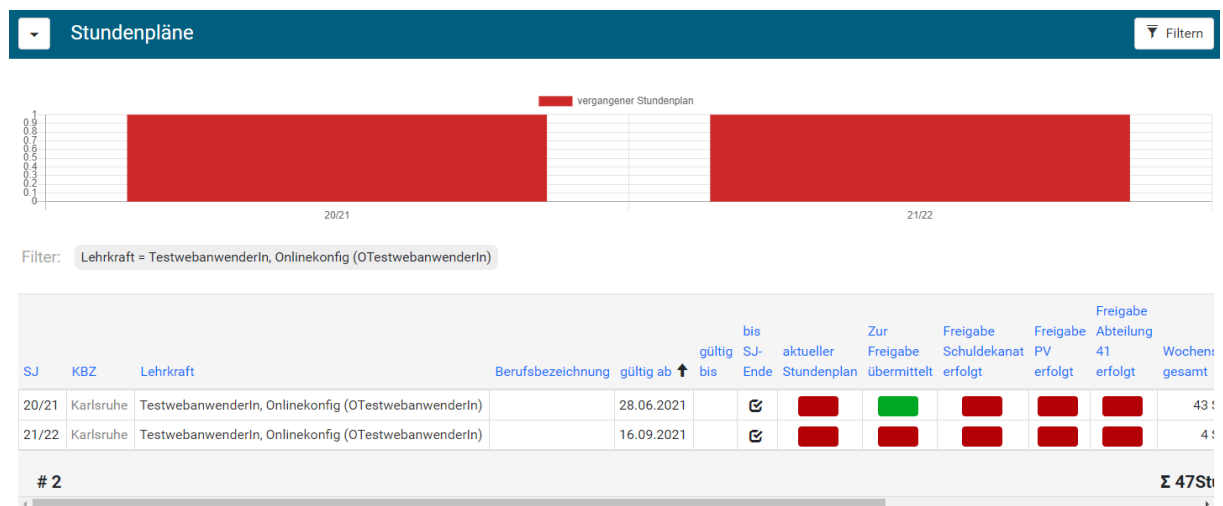 Stundenpläne
Filtern
vergangener Stundenplan
1
0.9
0.8
0.7
0.6
0.5
0.4
0.3
0.2
0.1
0
20/21 21/22
Filter: Lehrkraft = TestwebanwenderIn, Onlinekonfig (OTestwebanwenderIn)
Freigabe
bis Zur Freigabe Freigabe Abteilung
gültig SJ- aktueller Freigabe Schuldekanat PV 41 Wochens
SJ KBZ Lehrkraft Berufsbezeichnung gültig ab bis Ende Stundenplan übermittelt erfolgt erfolgt erfolgt gesamt
20/21 Karlsruhe TestwebanwenderIn, Onlinekonfig (OTestwebanwenderIn) 28.06.2021 43 S
21/22 Karlsruhe TestwebanwenderIn, Onlinekonfig (OTestwebanwenderIn) 16.09.2021 4 S
# 2 Σ 47Stu